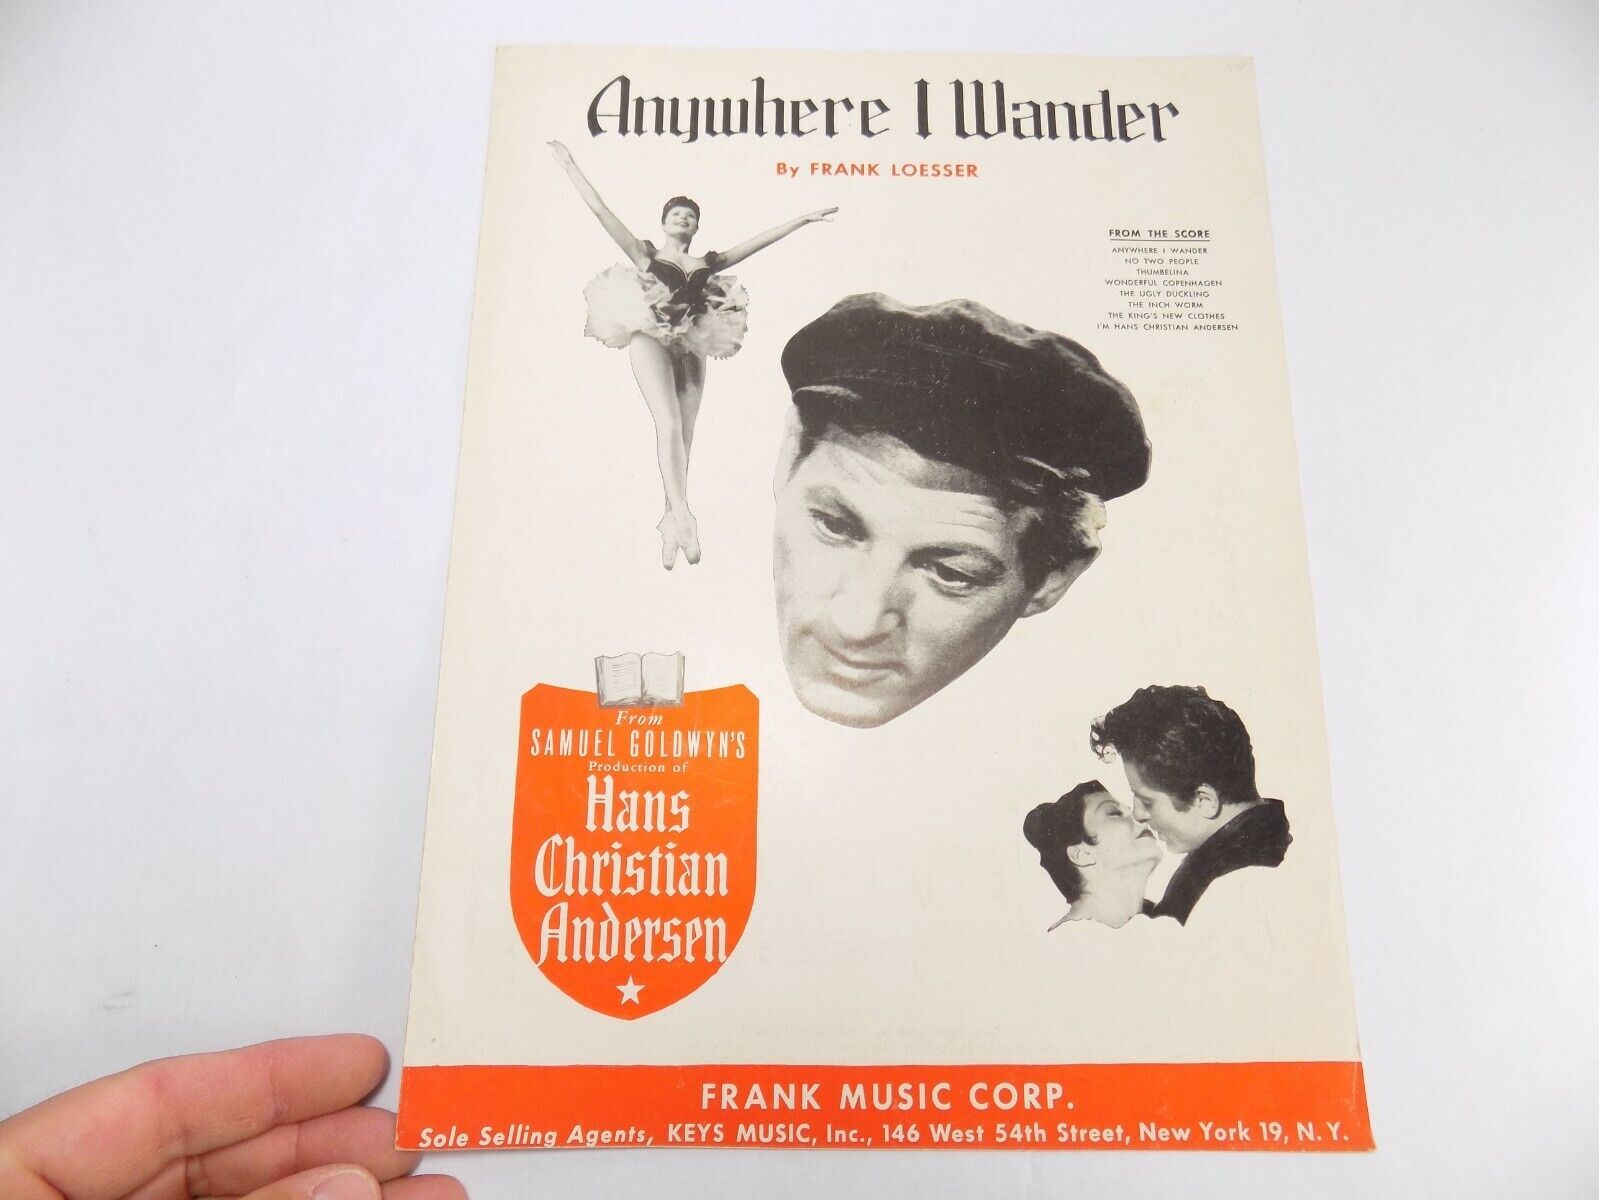 Anywhere I Wander
By FRANK LOESSER
FROM THE SCORE
ANYWHERE I WANDER
NO TWO PEOPLE
THUMBELINA
WONDERFUL COPENHAGEN
THE UGLY DUCKLING
THE INCH WORM
THE KING'S NEW CLOTHES
I'M HANS CHRISTIAN ANDERSEN
From
SAMUEL GOLDWYN'S
Production of
Hans
Christian
Andersen
FRANK MUSIC CORP.
Sole Selling Agents, KEYS MUSIC, Inc., 146 West 54th Street, New York 19, N. Y.